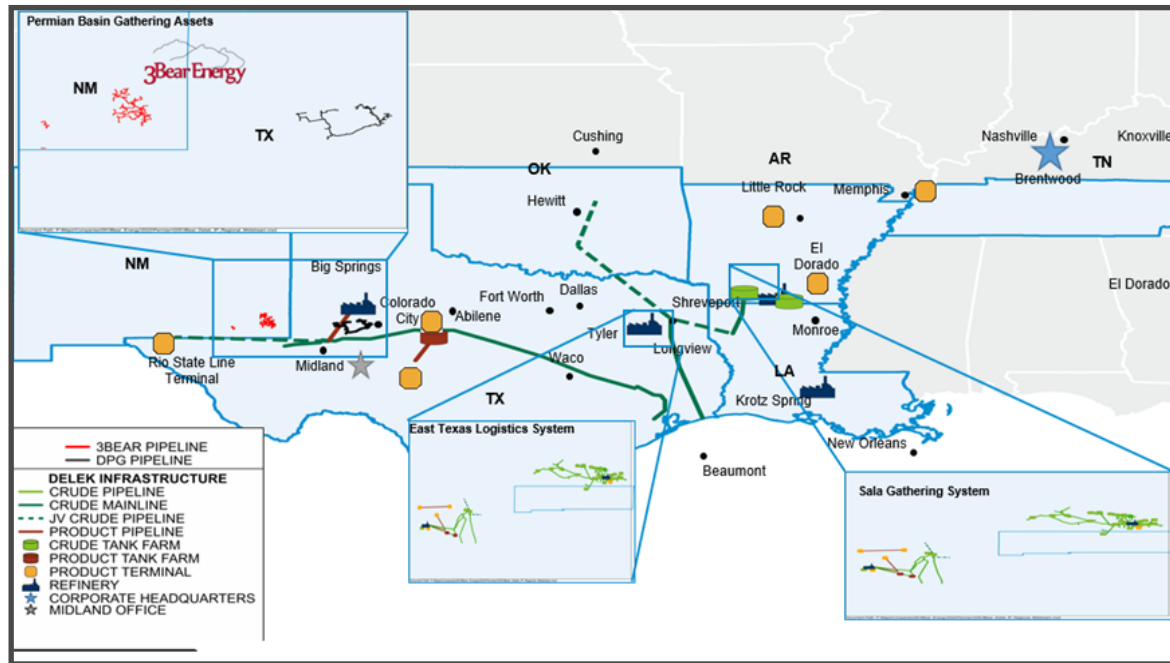 Permian Basin Gathering Assets
3Bear Energy
NM
TX
Cushing
OK
Hewitt
AR
Little Rock
Memphis
Nashville
Knoxville
TN
Brentwood
El
Dorado
El Dorado
NM
Big Springs
Colorado
City
Abilene
Fort Worth
Dallas
Shreveport
Tyler
Longview
Monroe
Rio State Line
Terminal
Midland
Waco
TX
LA
Krotz Spring
New Orleans
Beaumont
East Texas Logistics System
Sala Gathering System
3BEAR PIPELINE
DPG PIPELINE
DELEK INFRASTRUCTURE
CRUDE PIPELINE
CRUDE MAINLINE
JV CRUDE PIPELINE
PRODUCT PIPELINE
CRUDE TANK FARM
PRODUCT TANK FARM
PRODUCT TERMINAL
REFINERY
CORPORATE HEADQUARTERS
MIDLAND OFFICE